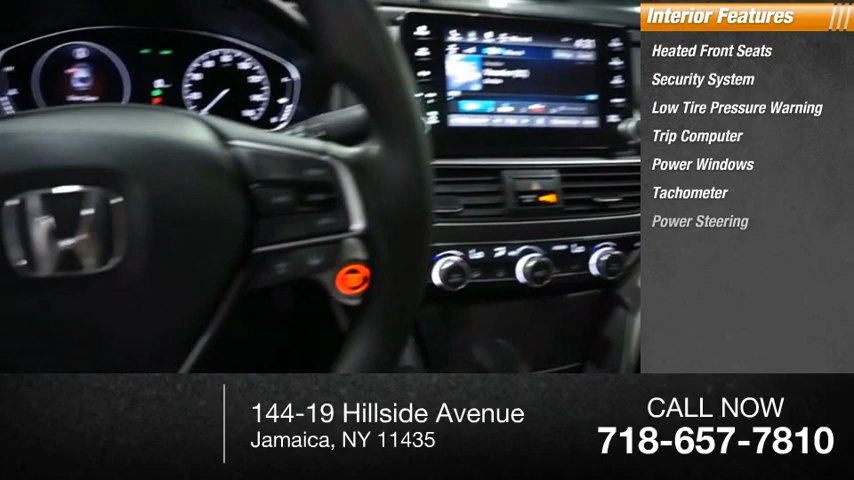 Interior Features
Heated Front Seats
Security System
Low Tire Pressure Warning
Trip Computer
Power Windows
Tachometer
Power Steering
144-19 Hillside Avenue
Jamaica, NY 11435
CALL NOW
718-657-7810